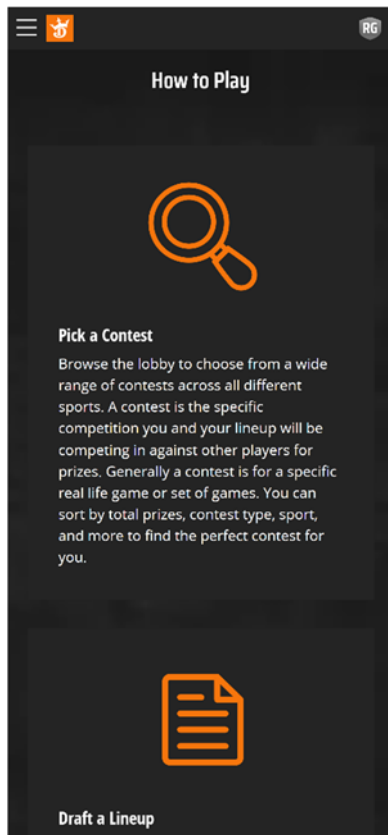 RG
How to Play
Pick a Contest
Browse the lobby to choose from a wide
range of contests across all different
sports. A contest is the specific
competition you and your lineup will be
competing in against other players for
prizes. Generally a contest is for a specific
real life game or set of games. You can
sort by total prizes, contest type, sport,
and more to find the perfect contest for
you.
Draft a Lineup